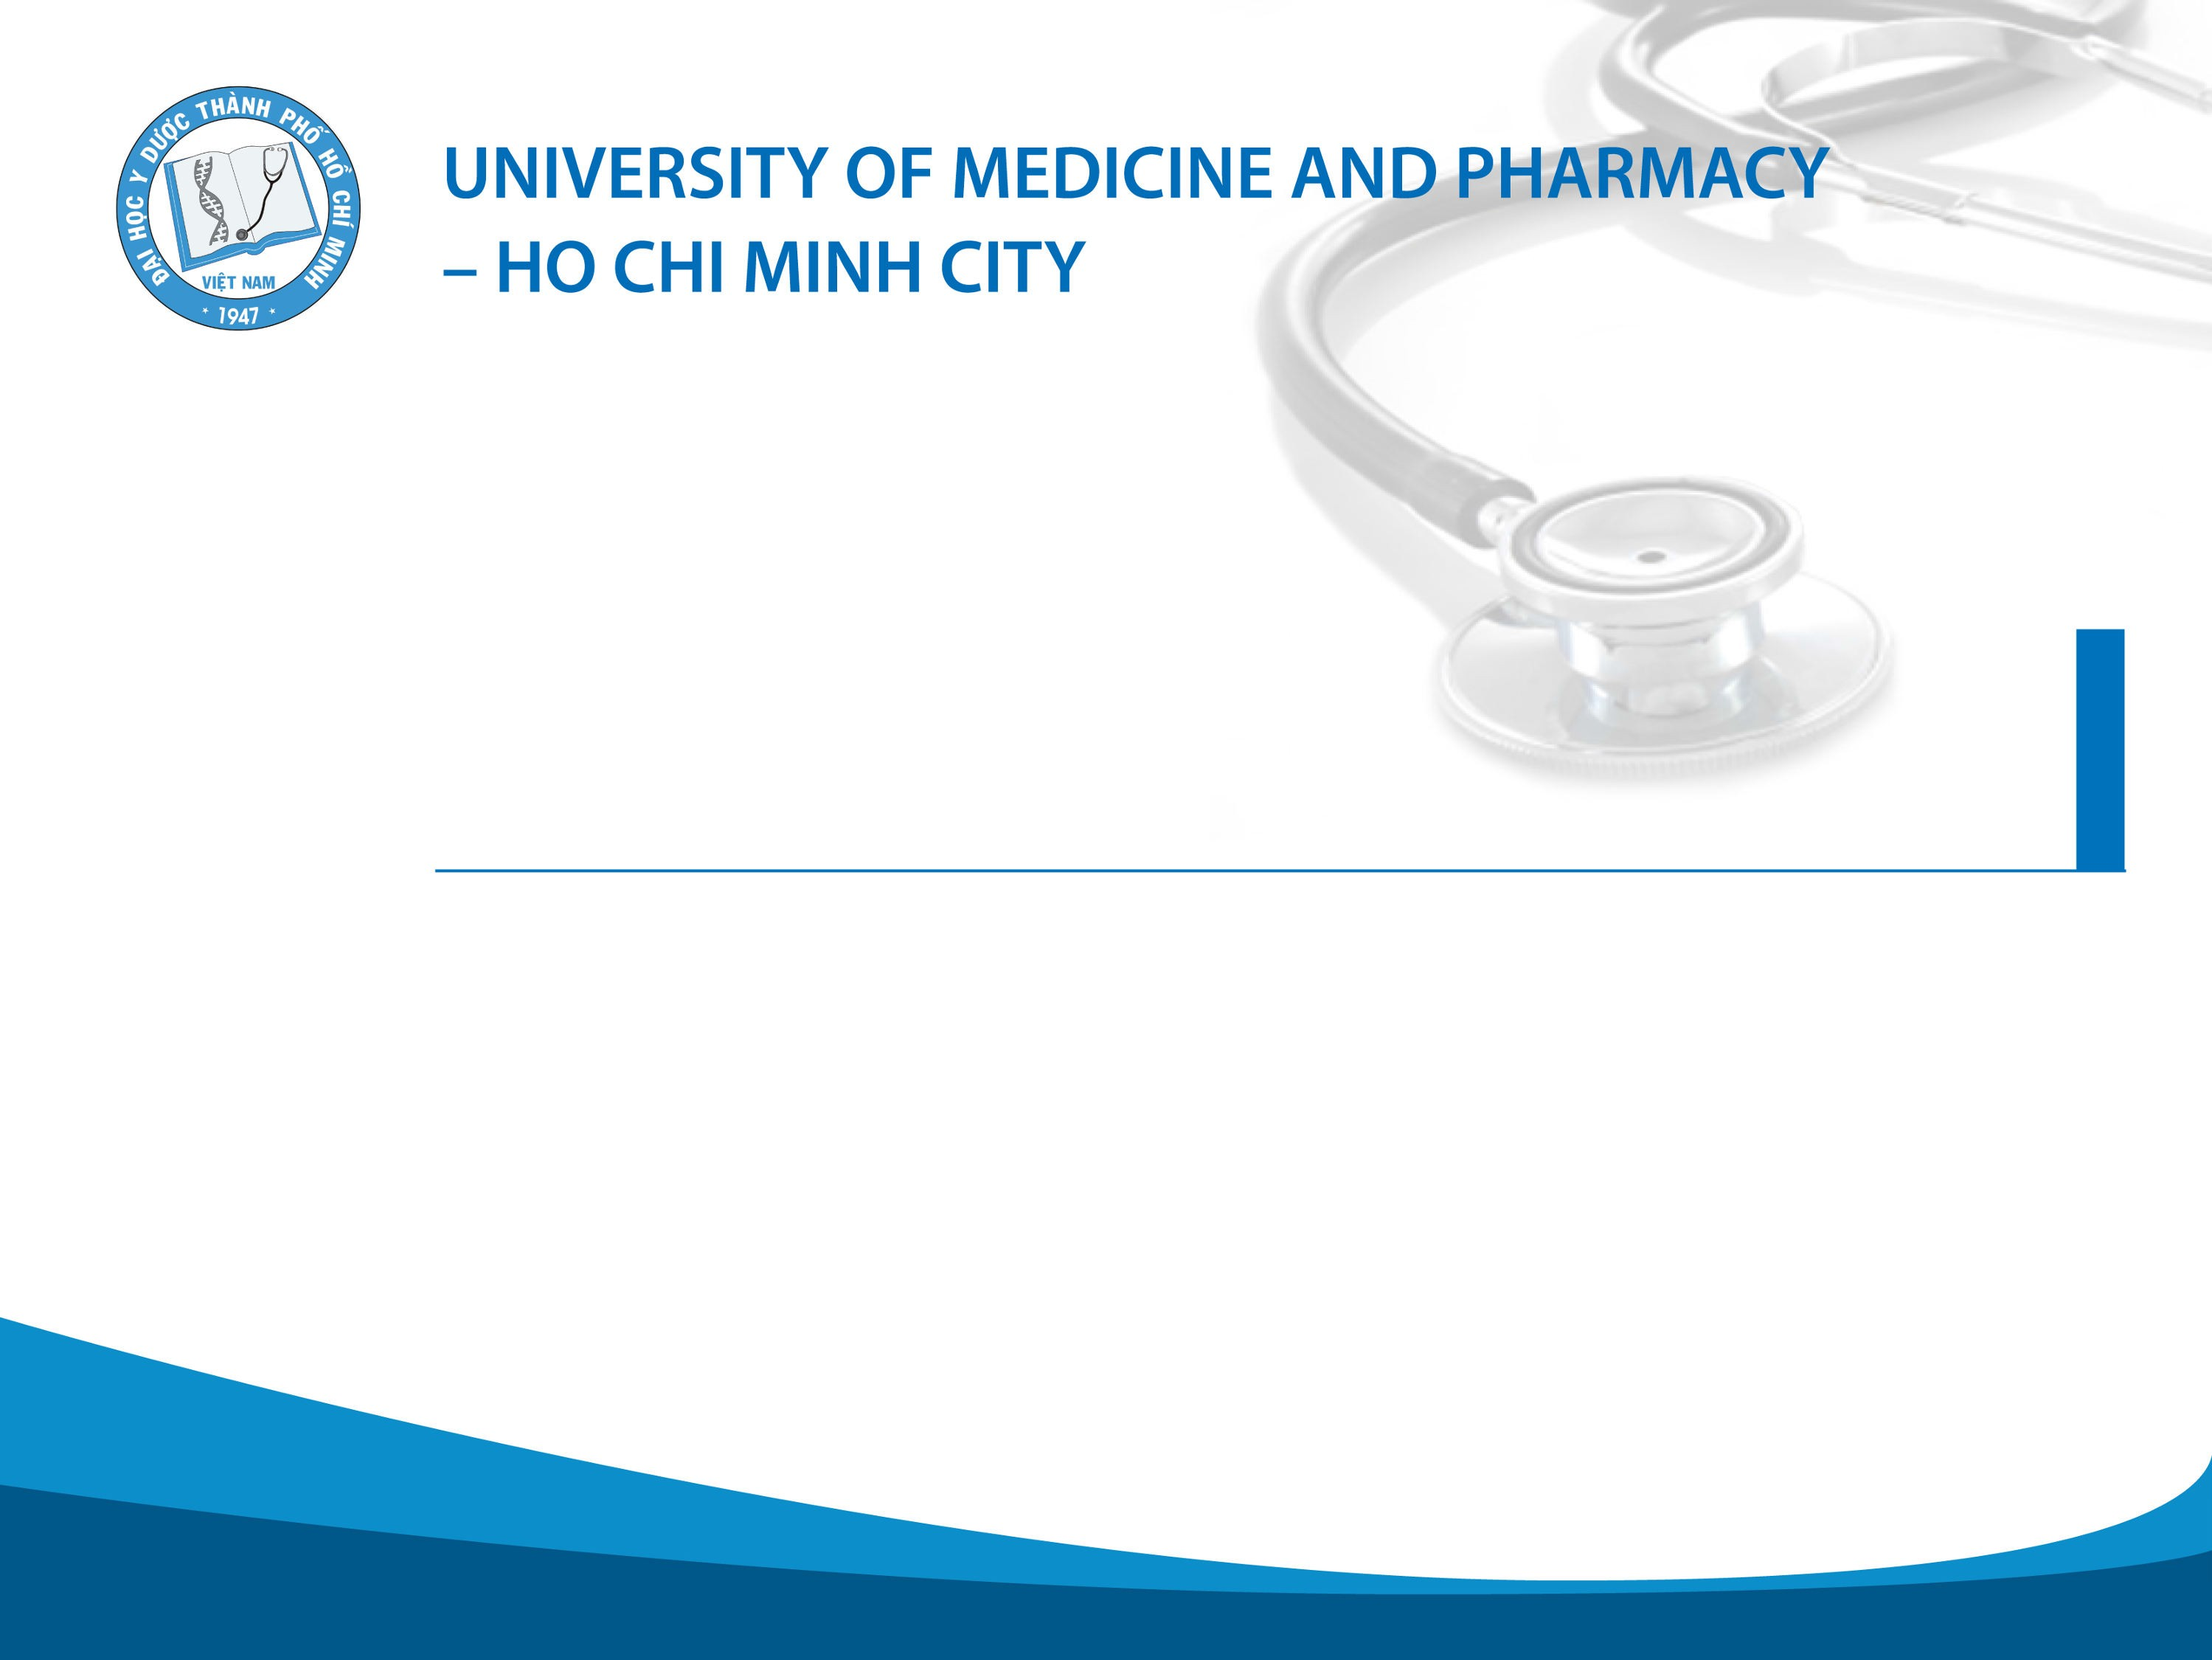 ĐẠI HỌC Y DƯỢC THÀNH PHỐ HỒ CHÍ MINH
VIỆT NAM
* 1947 *
UNIVERSITY OF MEDICINE AND PHARMACY
– HO CHI MINH CITY